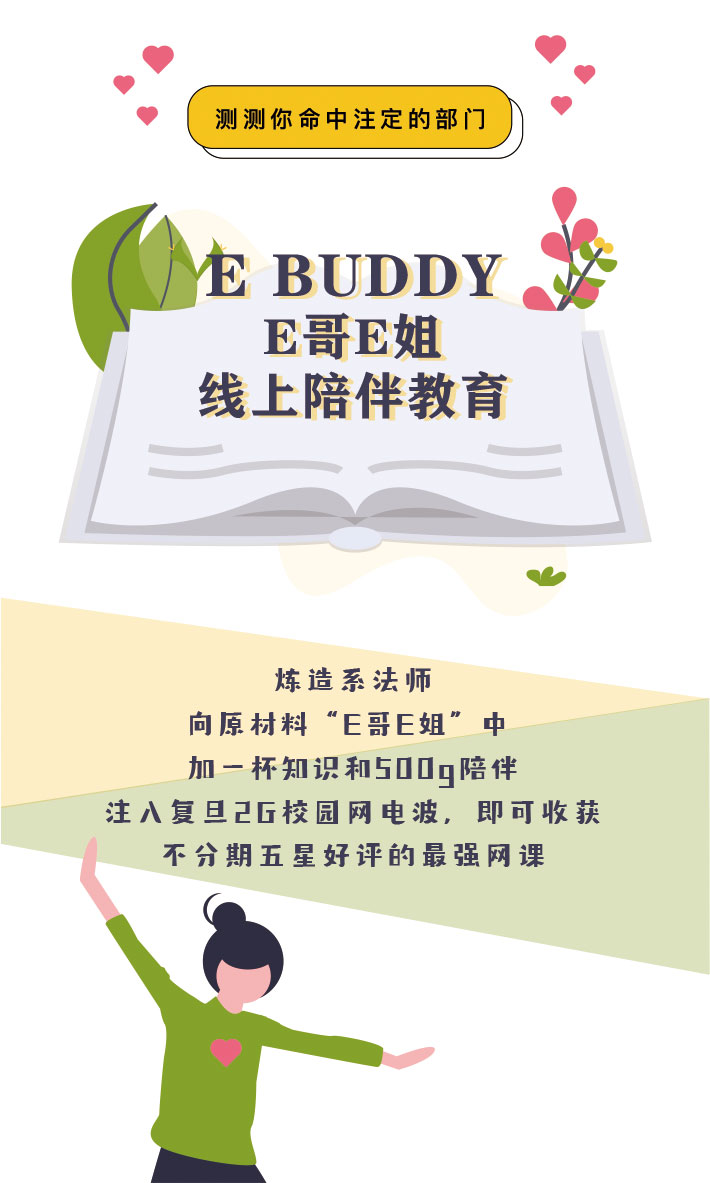 测测你命中注定的部门
E BUDDY
E哥E姐
线上陪伴教育
炼造系法师
向原材料“E哥E姐”中
加一杯知识和500g陪伴
注入复旦2G校园网电波，即可收获
不分期五星好评的最强网课